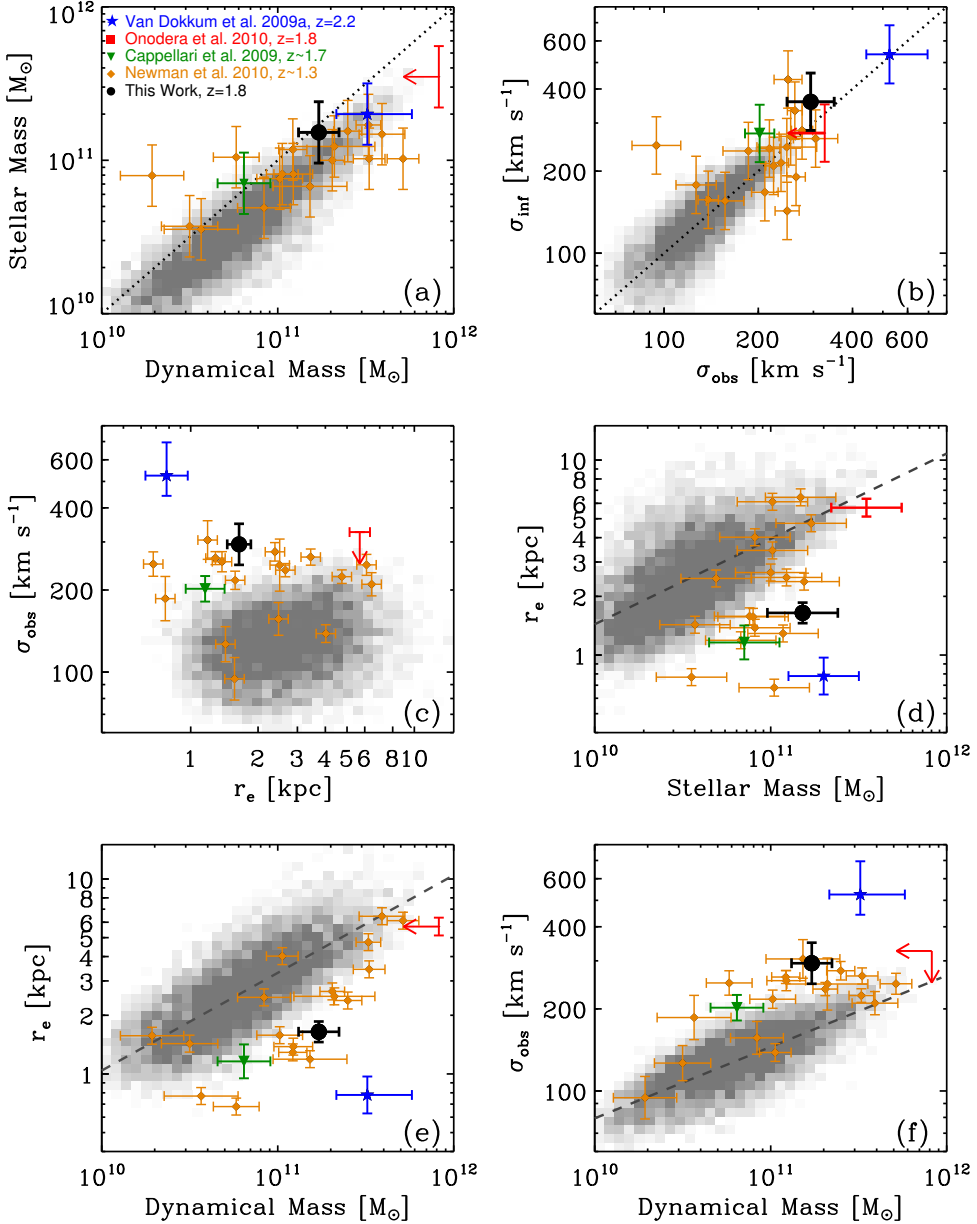 Van Dokkum et al. 2009a, z=2.2
Onodera et al. 2010, z=1.8
Cappellari et al. 2009, z~1.7
Newman et al. 2010, z~1.3
This Work, z=1.8
10¹²
10¹¹
10¹⁰
Stellar Mass [M⊙]
(a)
10¹⁰ 10¹¹ 10¹²
Dynamical Mass [M⊙]
600
400
200
100
σinf [km s⁻¹]
(b)
100 200 400 600
σobs [km s⁻¹]
600
400
200
100
σobs [km s⁻¹]
(c)
1 2 3 4 5 6 8 10
re [kpc]
10
8
6
5
4
3
2
1
re [kpc]
(d)
10¹⁰ 10¹¹ 10¹²
Stellar Mass [M⊙]
10
8
6
5
4
3
2
1
re [kpc]
(e)
10¹⁰ 10¹¹ 10¹²
Dynamical Mass [M⊙]
600
400
200
100
σobs [km s⁻¹]
(f)
10¹⁰ 10¹¹ 10¹²
Dynamical Mass [M⊙]